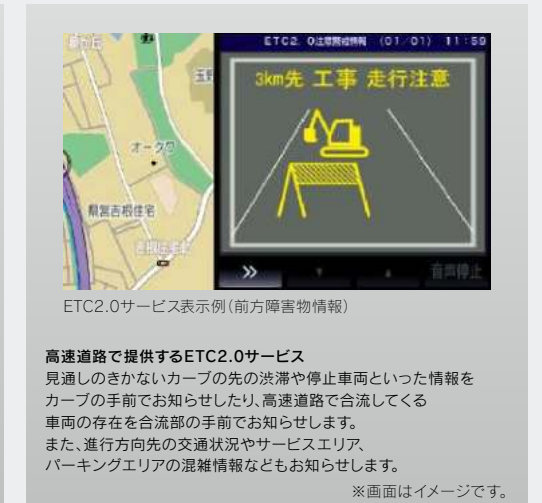 ETC2.0注意警戒情報 (01/01) 11:59
3km先 工事 走行注意
オークワ
県営吉根住宅
»
音声停止
ETC2.0サービス表示例(前方障害物情報)
高速道路で提供するETC2.0サービス
見通しのきかないカーブの先の渋滞や停止車両といった情報を
カーブの手前でお知らせしたり、高速道路で合流してくる
車両の存在を合流部の手前でお知らせします。
また、進行方向先の交通状況やサービスエリア、
パーキングエリアの混雑情報などもお知らせします。
※画面はイメージです。